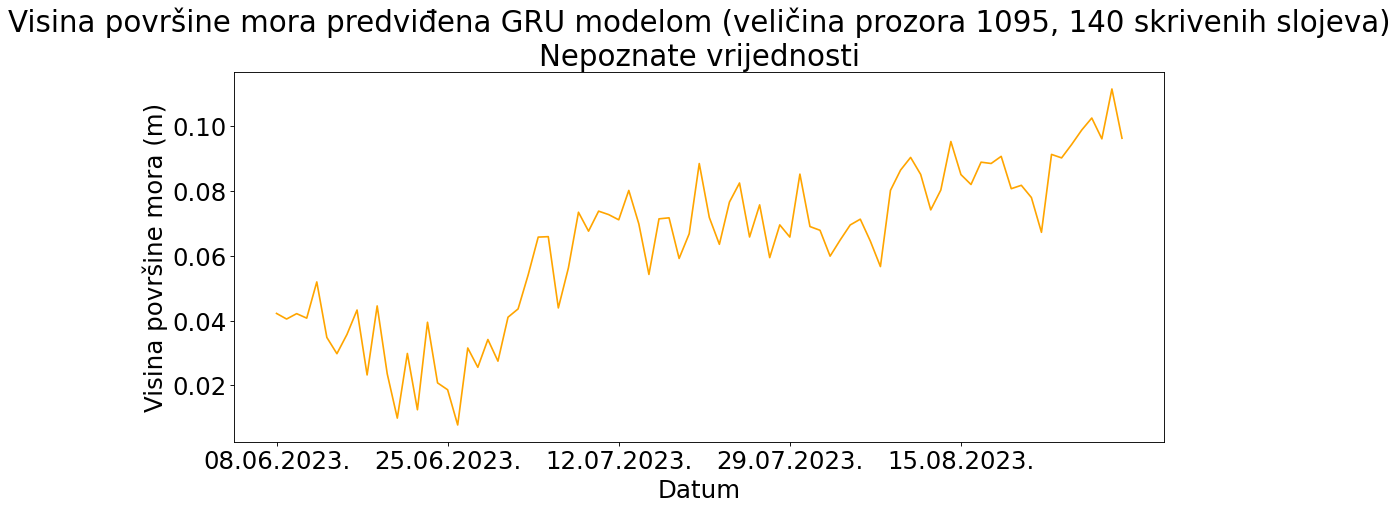 Visina površine mora predviđena GRU modelom (veličina prozora 1095, 140 skrivenih slojeva)
Nepoznate vrijednosti
Visina površine mora (m)
0.10
0.08
0.06
0.04
0.02
08.06.2023. 25.06.2023. 12.07.2023. 29.07.2023. 15.08.2023.
Datum